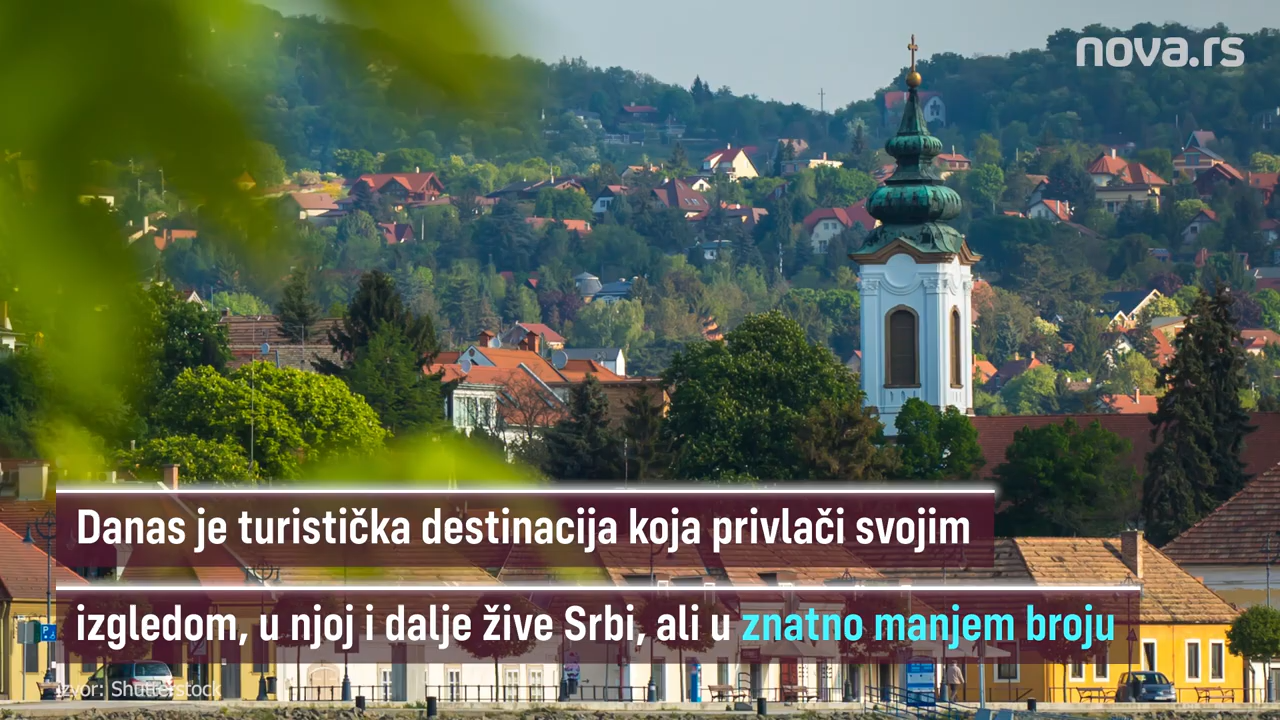 nova.rs
Danas je turistička destinacija koja privlači svojim
izgledom, u njoj i dalje žive Srbi, ali u znatno manjem broju
Izvor: Shutterstock